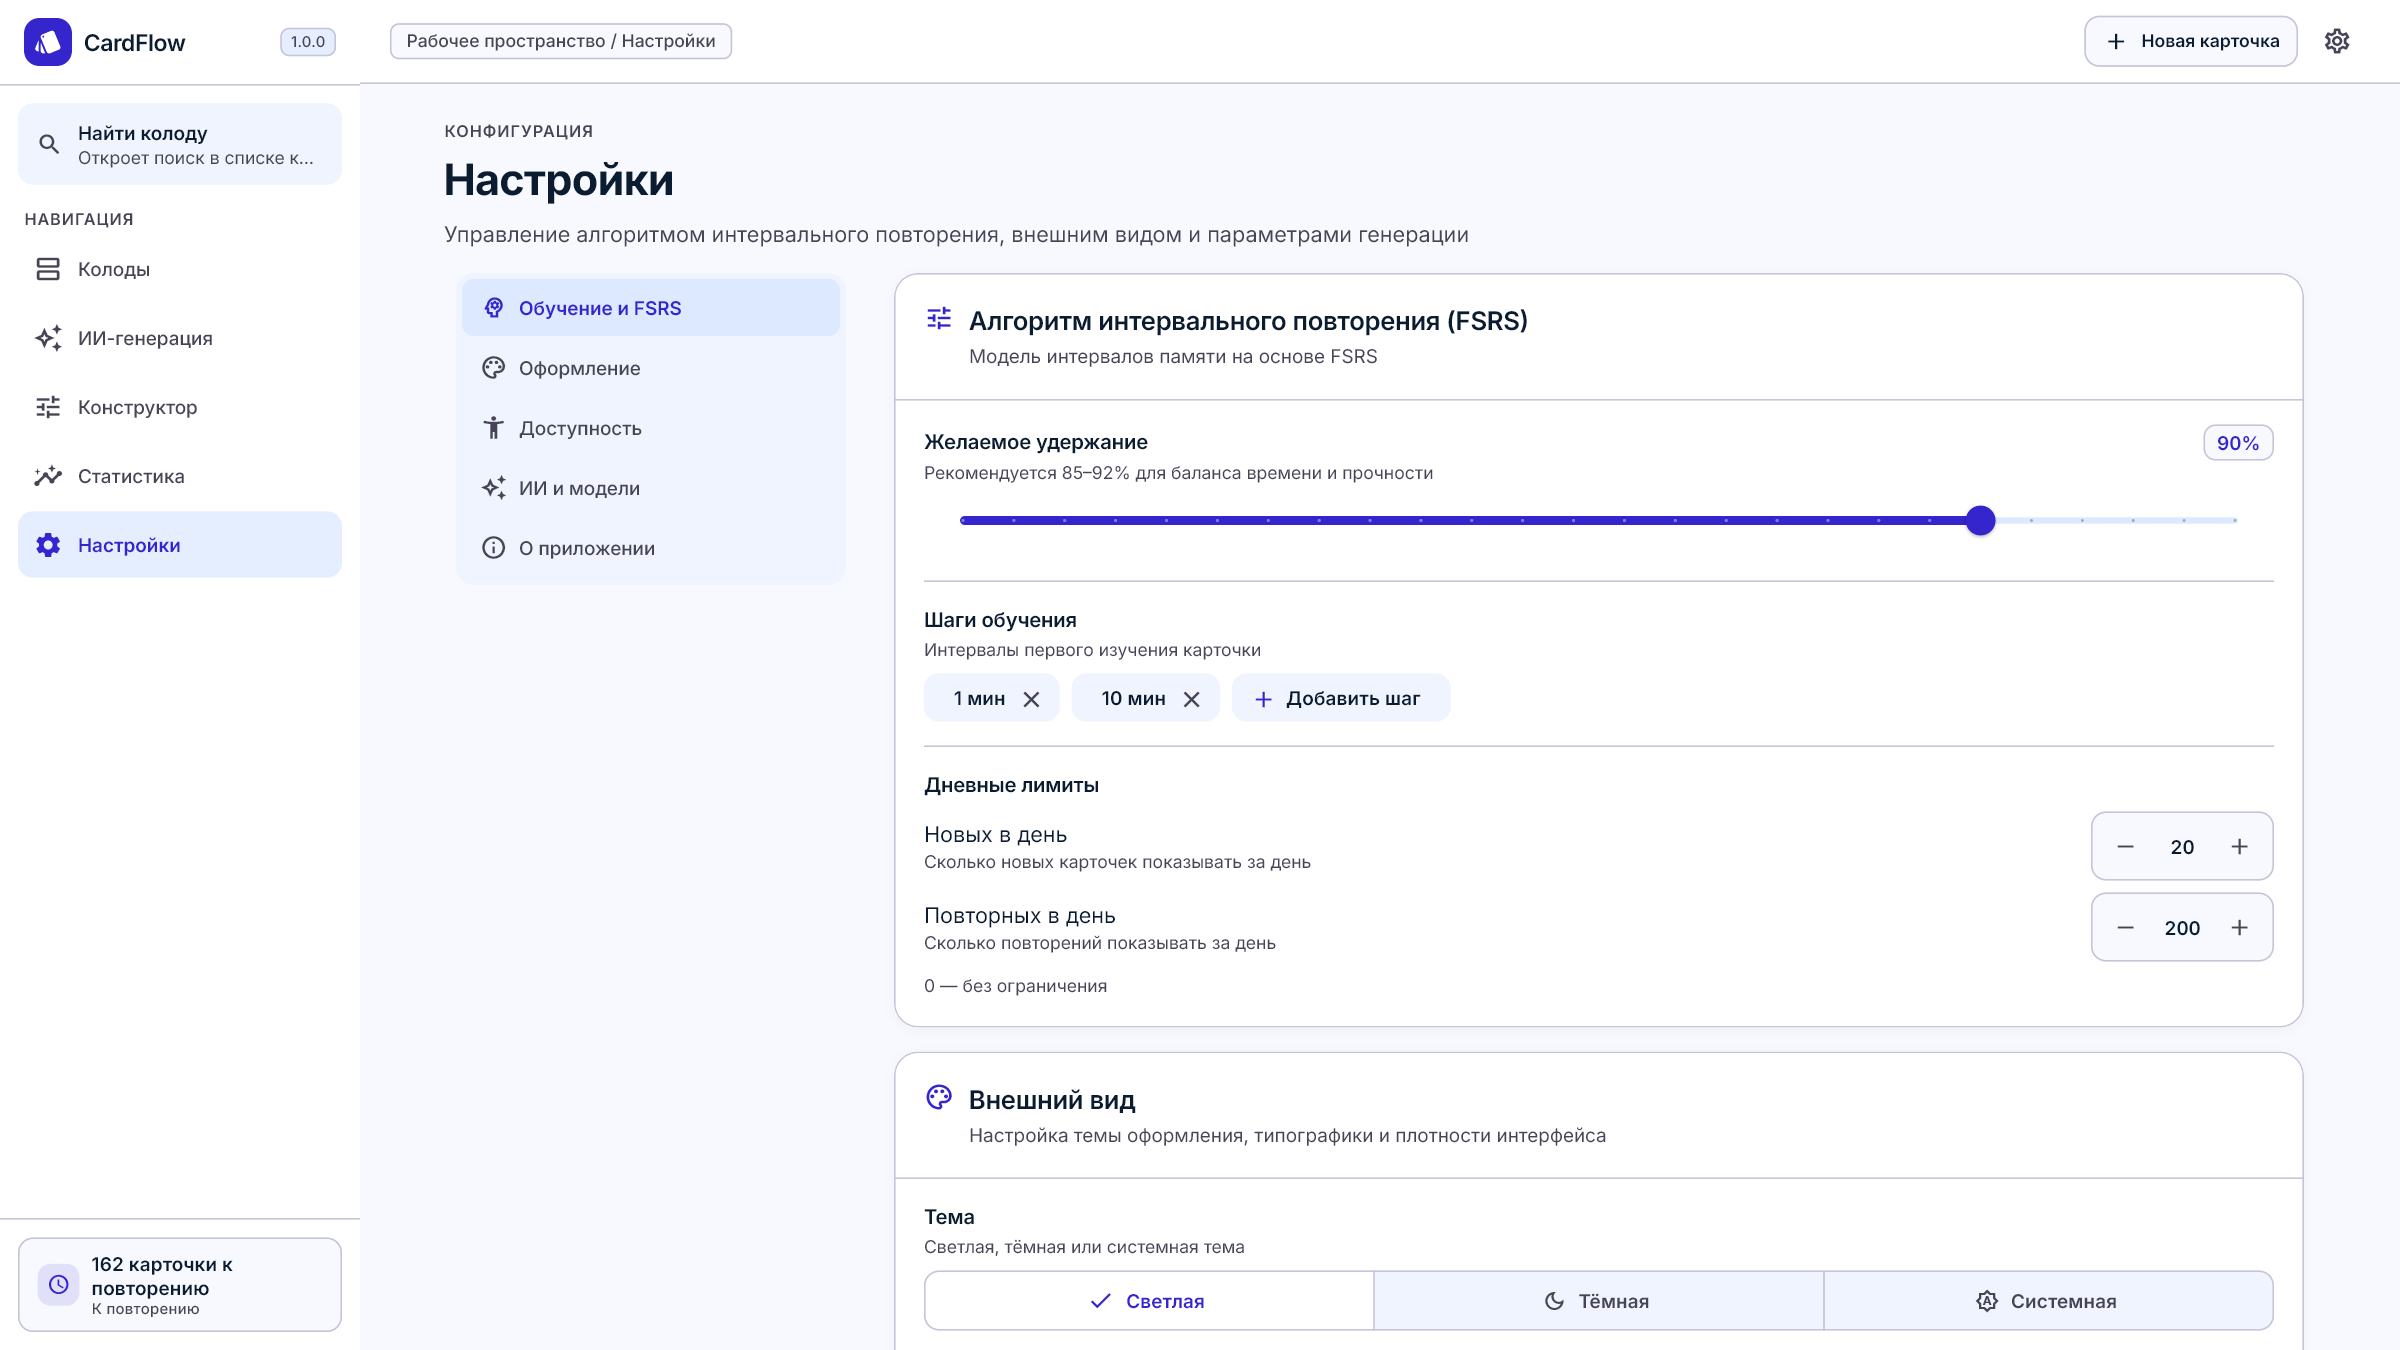 CardFlow
1.0.0
Найти колоду
Откроет поиск в списке к...
НАВИГАЦИЯ
Колоды
ИИ-генерация
Конструктор
Статистика
Настройки
162 карточки к
повторению
К повторению
Рабочее пространство / Настройки
Новая карточка
КОНФИГУРАЦИЯ
Настройки
Управление алгоритмом интервального повторения, внешним видом и параметрами генерации
Обучение и FSRS
Оформление
Доступность
ИИ и модели
О приложении
Алгоритм интервального повторения (FSRS)
Модель интервалов памяти на основе FSRS
Желаемое удержание
90%
Рекомендуется 85–92% для баланса времени и прочности
Шаги обучения
Интервалы первого изучения карточки
1 мин
10 мин
Добавить шаг
Дневные лимиты
Новых в день
Сколько новых карточек показывать за день
20
Повторных в день
Сколько повторений показывать за день
200
0 — без ограничения
Внешний вид
Настройка темы оформления, типографики и плотности интерфейса
Тема
Светлая, тёмная или системная тема
Светлая
Тёмная
Системная